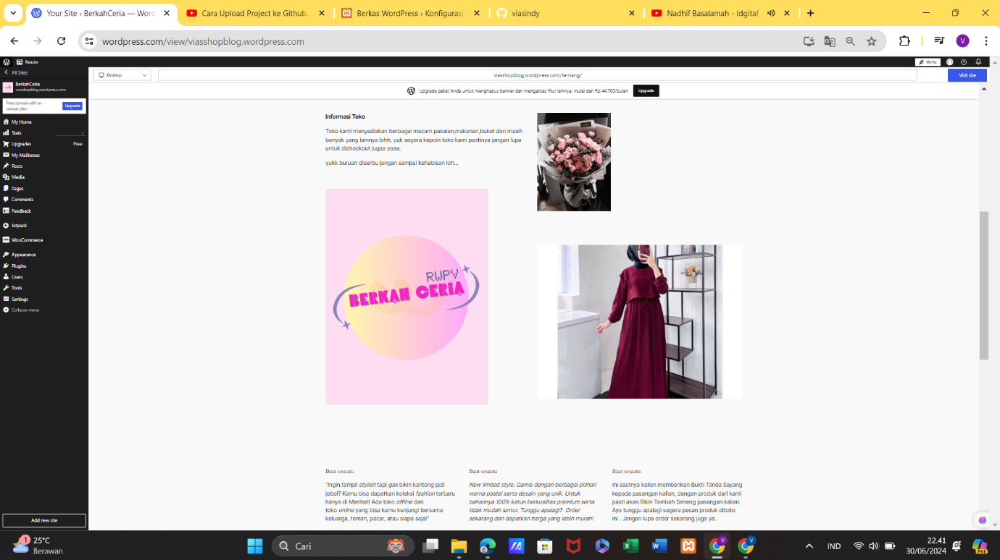 Your Site ‹ BerkahCeria — Word
Cara Upload Project ke Github.
Berkas WordPress › Konfigurasi
viasindy
Nadhif Basalamah - Idgitaf
wordpress.com/view/viasshopblog.wordpress.com
V
Reader
Write
All Sites
BerkahCeria
viasshopblog.wordpress.com
Free domain with an
annual plan
Upgrade
My Home
Stats
Upgrades
Free
My Mailboxes
Posts
Media
Pages
Comments
Feedback
Jetpack
WooCommerce
Appearance
Plugins
Users
Tools
Settings
Collapse menu
Add new site
Desktop
viasshopblog.wordpress.com/tentang/
Visit site
Upgrade paket Anda untuk menghapus banner dan mengakses fitur lainnya, mulai dari Rp 44.700/bulan
Upgrade
Informasi Toko
Toko kami menyediakan berbagai macam pakaian,makanan,buket dan masih
banyak yang lainnya lohh, yuk segera kepoin toko kami pastinya jangan lupa
untuk dicheckout jugaa yaaa.
yukk buruan diserbu jangan sampai kehabisan loh...
RWPV
BERKAH CERIA
Buat sesuatu
"Ingin tampil stylish tapi gak bikin kantong jadi
jebol? Kamu bisa dapatkan koleksi fashion terbaru
hanya di Mentari! Ada toko offline dan
toko online yang bisa kamu kunjungi bersama
keluarga, teman, pacar, atau siapa saja!"
Buat sesuatu
New limited style. Gamis dengan berbagai pilihan
warna pastel serta desain yang unik. Untuk
bahannya 100% katun berkualitas premium serta
tidak mudah luntur. Tunggu apalagi? Order
sekarang dan dapatkan harga yang lebih murah!
Buat sesuatu
Ini saatnya kalian memberikan Bukti Tanda Sayang
kepada pasangan kalian, dengan produk dari kami
pasti akan Bikin Tambah Seneng pasangan kalian.
Ayo tunggu apalagi segera pesan produk ditoko
ini . Jangan lupa order sekarang juga ya..
1
25°C
Berawan
Cari
V
V
IND
22.41
30/06/2024
PRE